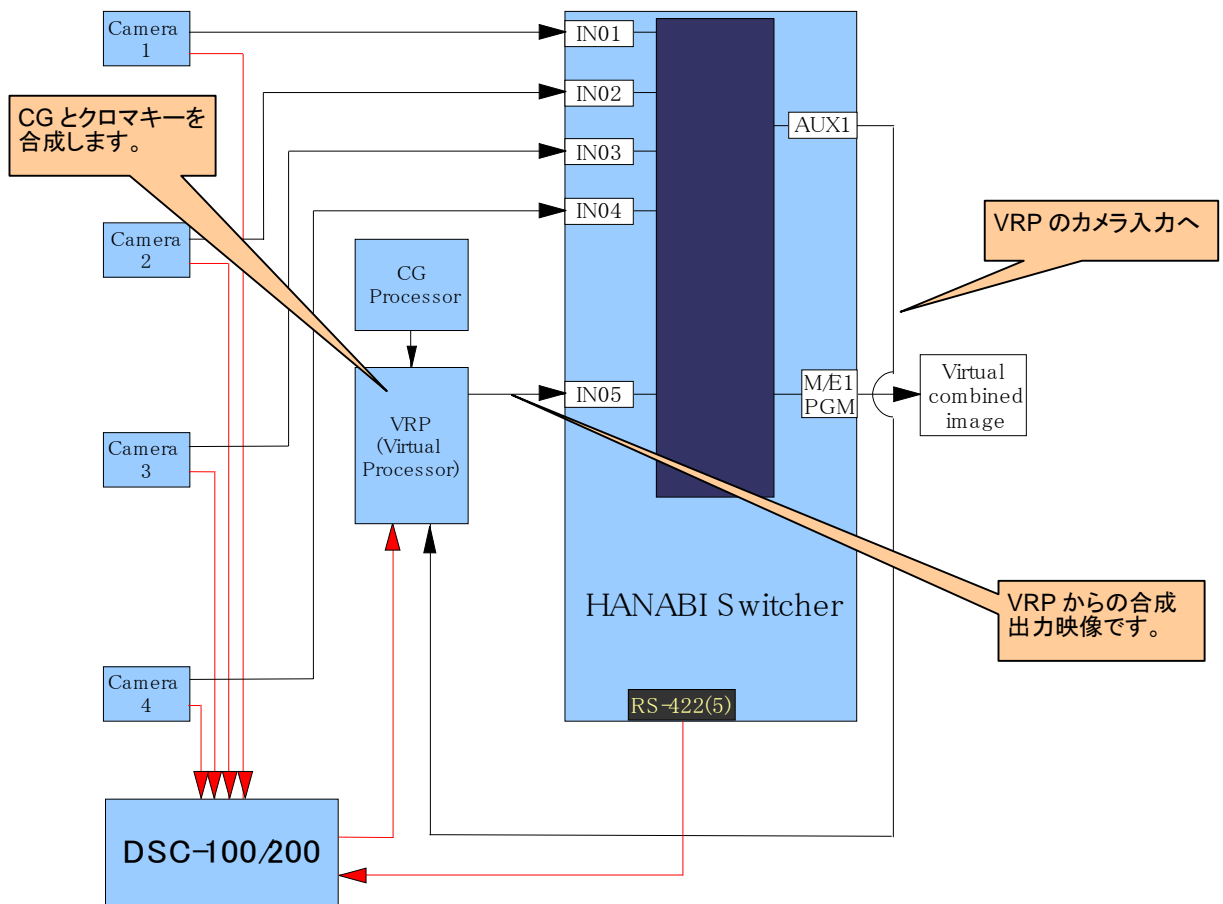 Camera
1
IN01
IN02
CG とクロマキーを
合成します。
AUX1
IN03
IN04
VRP のカメラ入力へ
Camera
2
CG
Processor
IN05
M/E1
PGM
Virtual
combined
image
VRP
(Virtual
Processor)
Camera
3
HANABI Switcher
VRP からの合成
出力映像です。
Camera
4
RS-422(5)
DSC-100/200